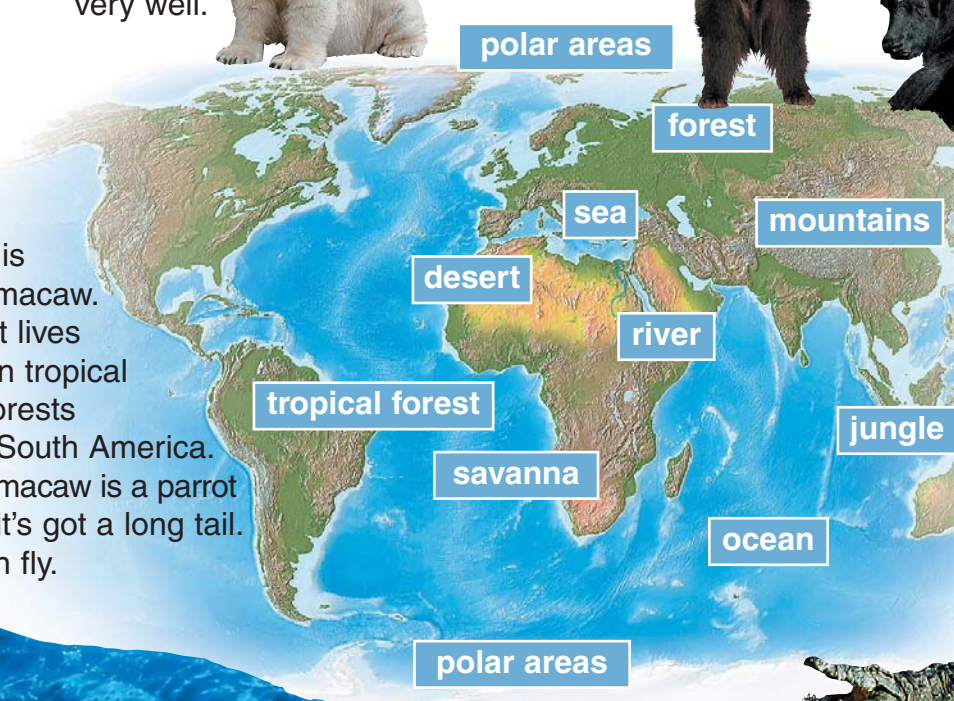 very well.
polar areas
forest
sea
mountains
desert
river
tropical forest
jungle
savanna
ocean
polar areas
is
macaw.
t lives
n tropical
orests
South America.
macaw is a parrot
it's got a long tail.
n fly.